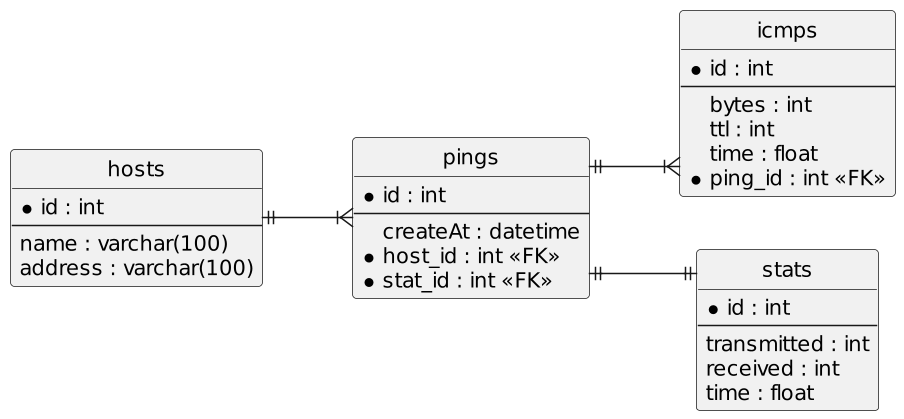 hosts
id : int
name : varchar(100)
address : varchar(100)
pings
id : int
createAt : datetime
host_id : int «FK»
stat_id : int «FK»
icmps
id : int
bytes : int
ttl : int
time : float
ping_id : int «FK»
stats
id : int
transmitted : int
received : int
time : float